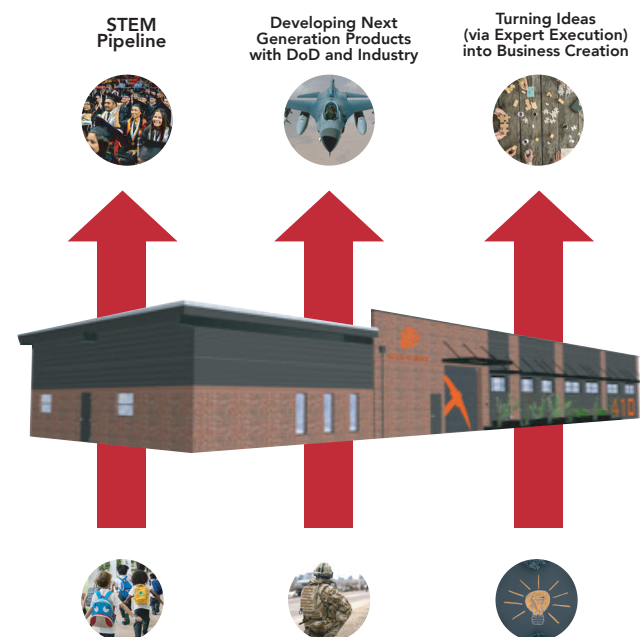 STEM
Pipeline
Developing Next
Generation Products
with DoD and Industry
Turning Ideas
(via Expert Execution)
into Business Creation
410